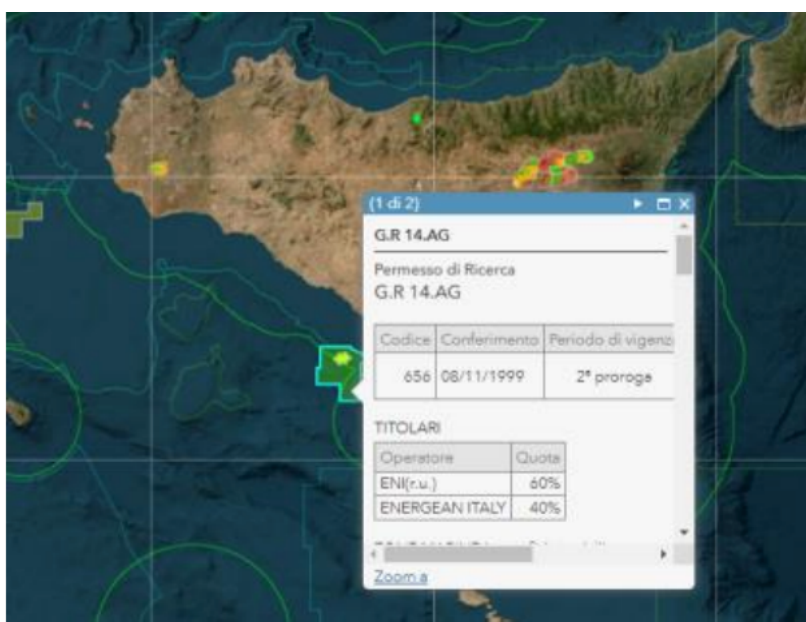 (1 di 2)
G.R 14.AG
Permesso di Ricerca
G.R 14.AG
Codice Conferimento Periodo di vigenz
656 08/11/1999 2ª proroga
TITOLARI
Operatore Quota
ENI(r.u.) 60%
ENERGEAN ITALY 40%
Zoom a